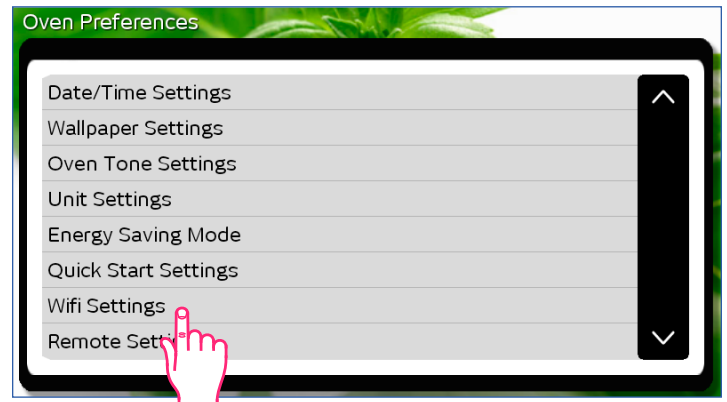 Oven Preferences
Date/Time Settings
Wallpaper Settings
Oven Tone Settings
Unit Settings
Energy Saving Mode
Quick Start Settings
Wifi Settings
Remote